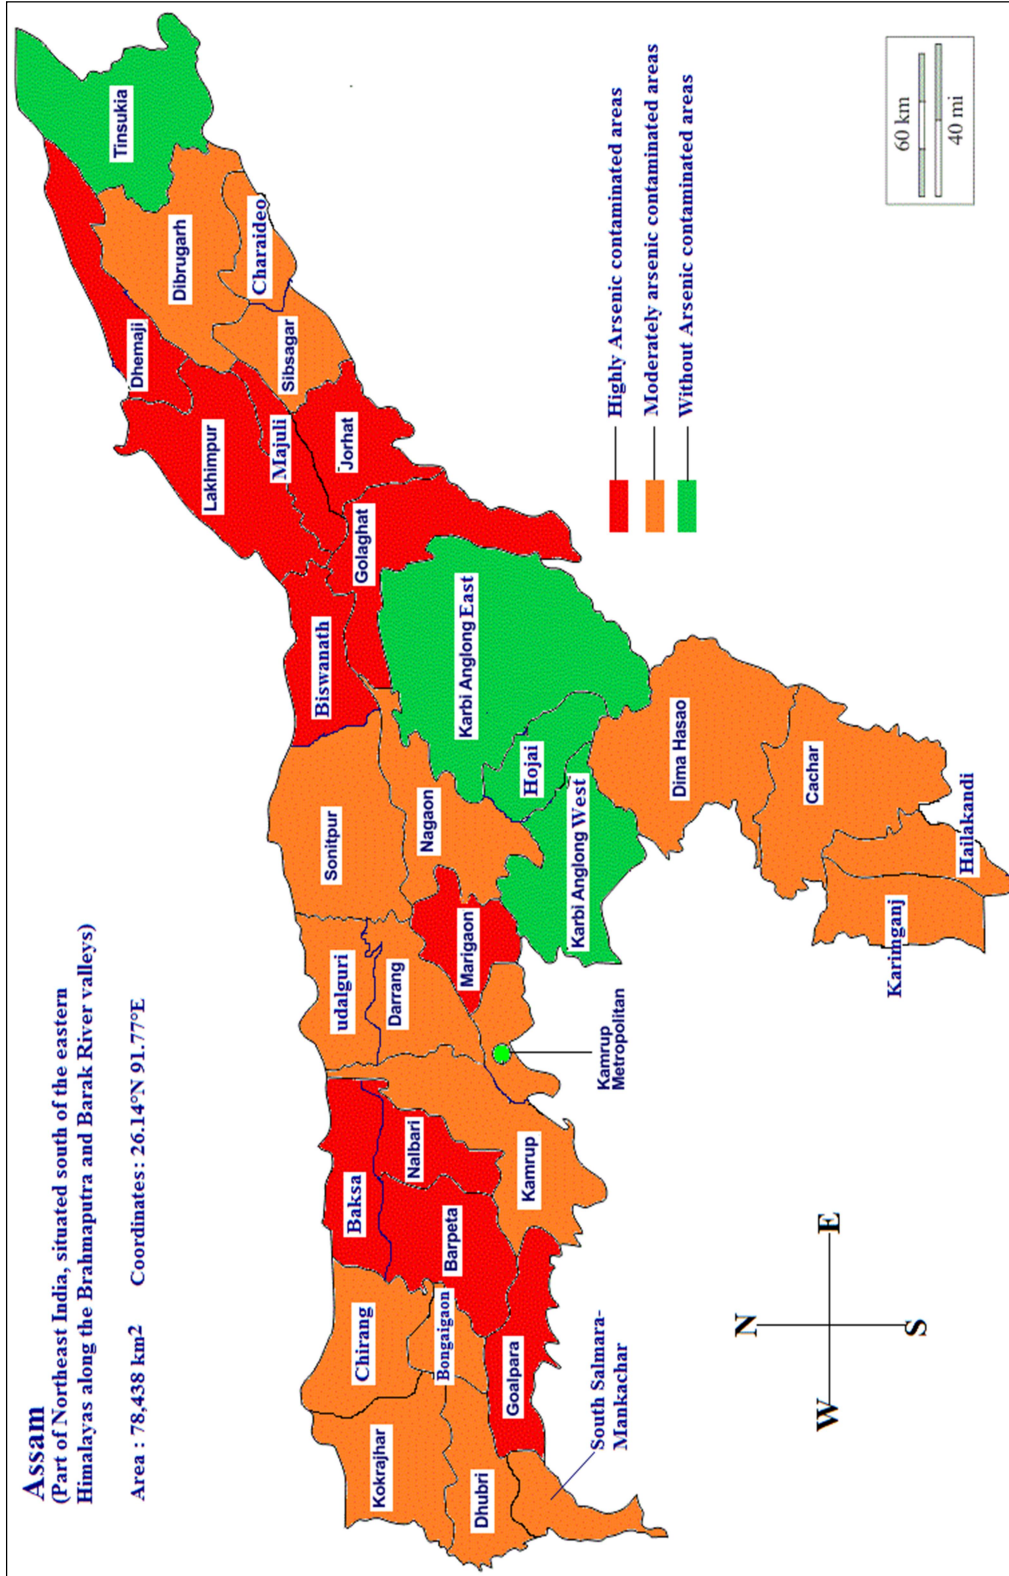 Assam
(Part of Northeast India, situated south of the eastern
Himalayas along the Brahmaputra and Barak River valleys)
Area : 78,438 km2 Coordinates: 26.14°N 91.77°E
Tinsukia
Dhemaji
Dibrugarh
Charaideo
Lakhimpur
Sibsagar
Majuli
Jorhat
Golaghat
Biswanath
Sonitpur
udalguri
Darrang
Nagaon
Marigaon
Karbi Anglong East
Hojai
Karbi Anglong West
Dima Hasao
Cachar
Hailakandi
Karimganj
Baksa
Nalbari
Barpeta
Kamrup
Kamrup
Metropolitan
Chirang
Bongaigaon
Goalpara
Kokrajhar
Dhubri
South Salmara-
Mankachar
Highly Arsenic contaminated areas
Moderately arsenic contaminated areas
Without Arsenic contaminated areas
60 km
40 mi
N
W
E
S